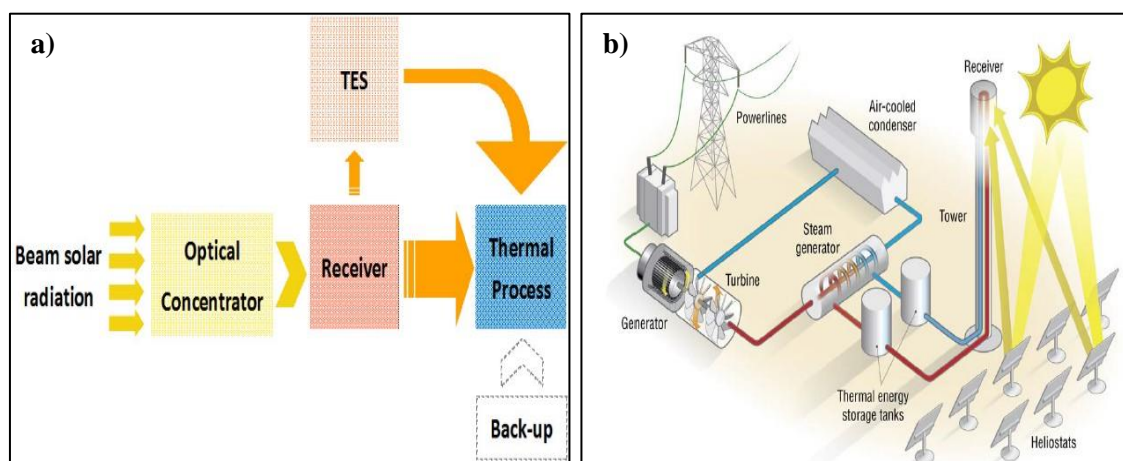 a)
TES
Beam solar
radiation
Optical
Concentrator
Receiver
Thermal
Process
Back-up
b)
Receiver
Air-cooled
condenser
Powerlines
Tower
Steam
generator
Turbine
Generator
Thermal energy
storage tanks
Heliostats